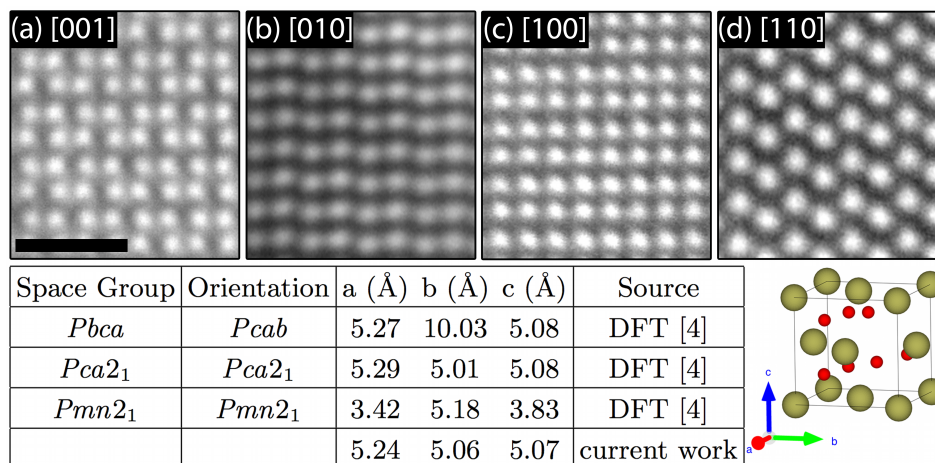 (a) [001] (b) [010] (c) [100] (d) [110]
Space Group Orientation a (Å) b (Å) c (Å) Source
Pbca Pcab 5.27 10.03 5.08 DFT [4]
Pca2₁ Pca2₁ 5.29 5.01 5.08 DFT [4]
Pmn2₁ Pmn2₁ 3.42 5.18 3.83 DFT [4]
5.24 5.06 5.07 current work
c
a
b